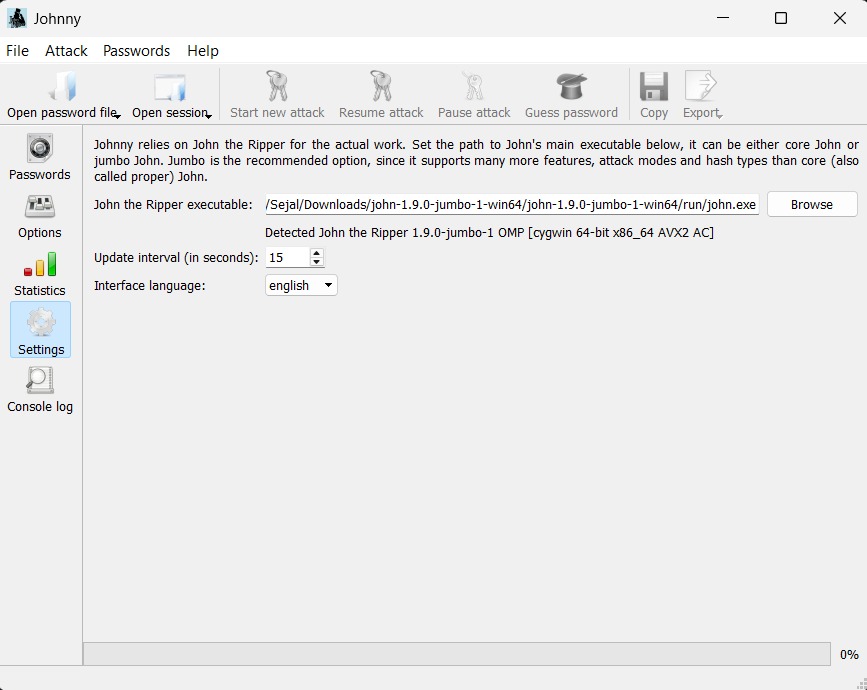 Johnny
File Attack Passwords Help
Open password file Open session Start new attack Resume attack Pause attack Guess password Copy Export
Passwords
Options
Statistics
Settings
Console log
Johnny relies on John the Ripper for the actual work. Set the path to John's main executable below, it can be either core John or
jumbo John. Jumbo is the recommended option, since it supports many more features, attack modes and hash types than core (also
called proper) John.
John the Ripper executable: /Sejal/Downloads/john-1.9.0-jumbo-1-win64/john-1.9.0-jumbo-1-win64/run/john.exe Browse
Detected John the Ripper 1.9.0-jumbo-1 OMP [cygwin 64-bit x86_64 AVX2 AC]
Update interval (in seconds): 15
Interface language: english
0%